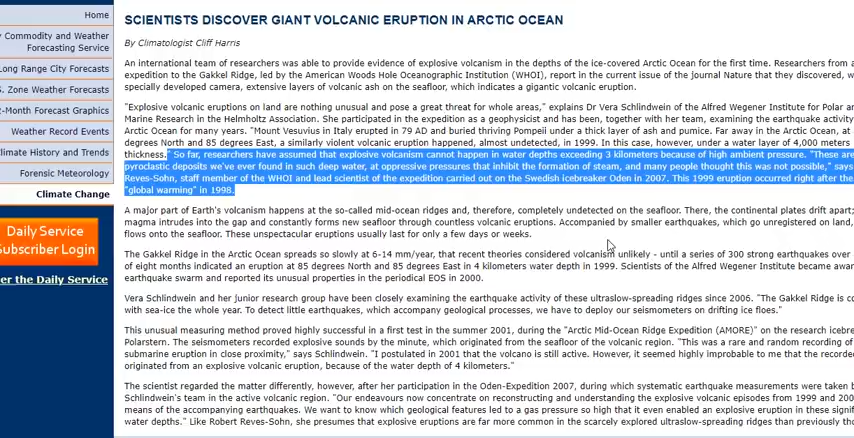 Home
Commodity and Weather
Forecasting Service
Long Range City Forecasts
Zone Weather Forecasts
-Month Forecast Graphics
Weather Record Events
Climate History and Trends
Forensic Meteorology
Climate Change
Daily Service
Subscriber Login
the Daily Service
SCIENTISTS DISCOVER GIANT VOLCANIC ERUPTION IN ARCTIC OCEAN
By Climatologist Cliff Harris
An international team of researchers was able to provide evidence of explosive volcanism in the depths of the ice-covered Arctic Ocean for the first time. Researchers from a
expedition to the Gakkel Ridge, led by the American Woods Hole Oceanographic Institution (WHOI), report in the current issue of the journal Nature that they discovered, w
specially developed camera, extensive layers of volcanic ash on the seafloor, which indicates a gigantic volcanic eruption.
"Explosive volcanic eruptions on land are nothing unusual and pose a great threat for whole areas," explains Dr Vera Schlindwein of the Alfred Wegener Institute for Polar an
Marine Research in the Helmholtz Association. She participated in the expedition as a geophysicist and has been, together with her team, examining the earthquake activity
Arctic Ocean for many years. "Mount Vesuvius in Italy erupted in 79 AD and buried thriving Pompeii under a thick layer of ash and pumice. Far away in the Arctic Ocean, at
degrees North and 85 degrees East, a similarly violent volcanic eruption happened, almost undetected, in 1999. In this case, however, under a water layer of 4,000 meters
thickness." So far, researchers have assumed that explosive volcanism cannot happen in water depths exceeding 3 kilometers because of high ambient pressure. "These are
pyroclastic deposits we've ever found in such deep water, at oppressive pressures that inhibit the formation of steam, and many people thought this was not possible," says
Reves-Sohn, staff member of the WHOI and lead scientist of the expedition carried out on the Swedish icebreaker Oden in 2007. This 1999 eruption occurred right after the
"global warming" in 1998.
A major part of Earth's volcanism happens at the so-called mid-ocean ridges and, therefore, completely undetected on the seafloor. There, the continental plates drift apart;
magma intrudes into the gap and constantly forms new seafloor through countless volcanic eruptions. Accompanied by smaller earthquakes, which go unregistered on land,
flows onto the seafloor. These unspectacular eruptions usually last for only a few days or weeks.
The Gakkel Ridge in the Arctic Ocean spreads so slowly at 6-14 mm/year, that recent theories considered volcanism unlikely - until a series of 300 strong earthquakes over
of eight months indicated an eruption at 85 degrees North and 85 degrees East in 4 kilometers water depth in 1999. Scientists of the Alfred Wegener Institute became awar
earthquake swarm and reported its unusual properties in the periodical EOS in 2000.
Vera Schlindwein and her junior research group have been closely examining the earthquake activity of these ultraslow-spreading ridges since 2006. "The Gakkel Ridge is co
with sea-ice the whole year. To detect little earthquakes, which accompany geological processes, we have to deploy our seismometers on drifting ice floes."
This unusual measuring method proved highly successful in a first test in the summer 2001, during the "Arctic Mid-Ocean Ridge Expedition (AMORE)" on the research icebre
Polarstern. The seismometers recorded explosive sounds by the minute, which originated from the seafloor of the volcanic region. "This was a rare and random recording of
submarine eruption in close proximity," says Schlindwein. "I postulated in 2001 that the volcano is still active. However, it seemed highly improbable to me that the recorded
originated from an explosive volcanic eruption, because of the water depth of 4 kilometers."
The scientist regarded the matter differently, however, after her participation in the Oden-Expedition 2007, during which systematic earthquake measurements were taken b
Schlindwein's team in the active volcanic region. "Our endeavours now concentrate on reconstructing and understanding the explosive volcanic episodes from 1999 and 200
means of the accompanying earthquakes. We want to know which geological features led to a gas pressure so high that it even enabled an explosive eruption in these signif
water depths." Like Robert Reves-Sohn, she presumes that explosive eruptions are far more common in the scarcely explored ultraslow-spreading ridges than previously tho